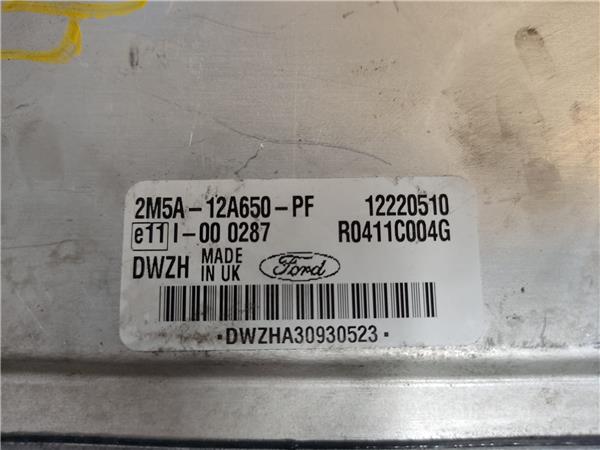 2M5A-12A650-PF 12220510
e11 I-00 0287 R0411C004G
DWZH MADE IN UK Ford
·DWZHA30930523·